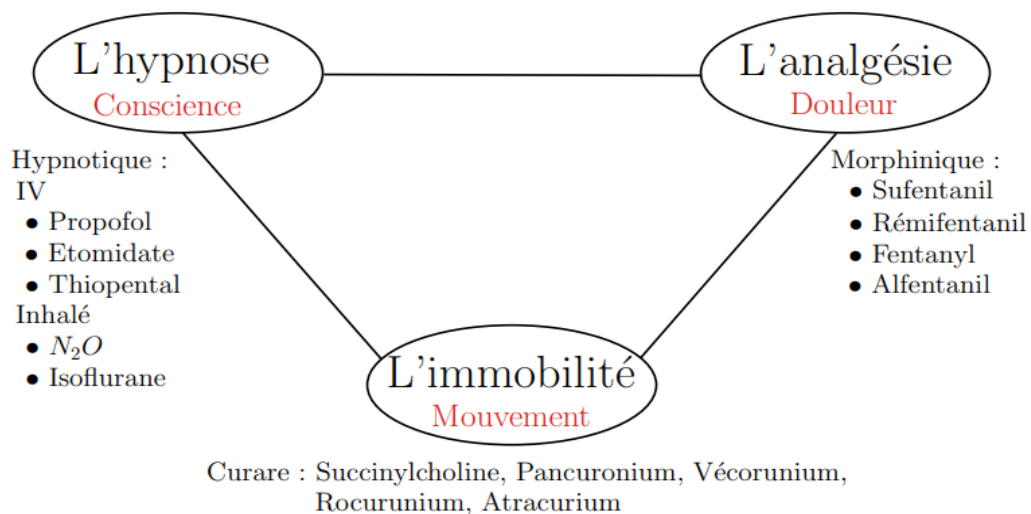 L'hypnose
Conscience
L'analgésie
Douleur
Hypnotique :
IV
• Propofol
• Etomidate
• Thiopental
Inhalé
• N₂O
• Isoflurane
Morphinique :
• Sufentanil
• Rémifentanil
• Fentanyl
• Alfentanil
L'immobilité
Mouvement
Curare : Succinylcholine, Pancuronium, Vécorunium,
Rocurunium, Atracurium